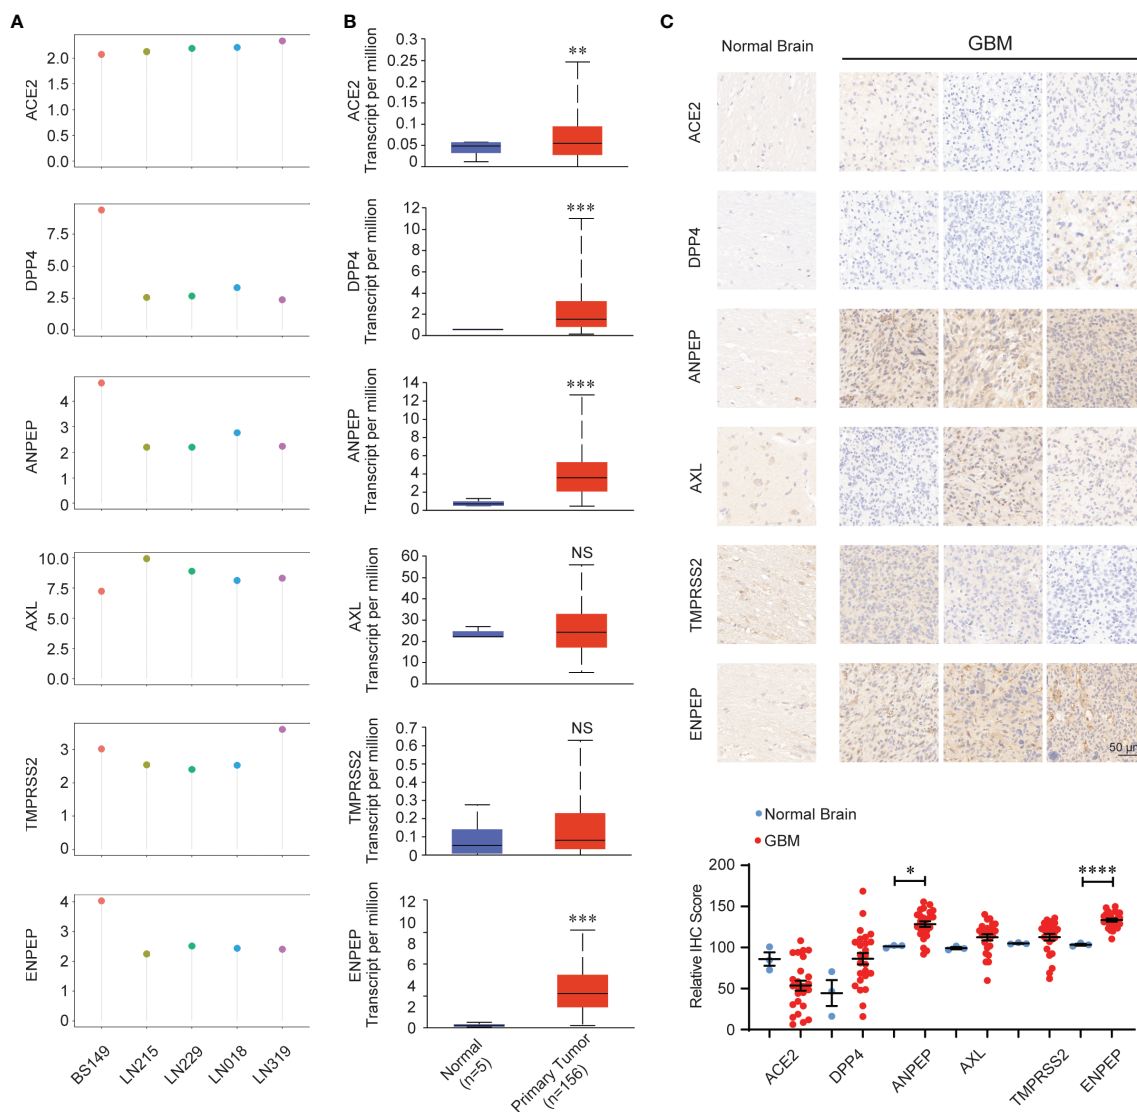 A
B
C
ACE2
2.0
1.5
1.0
0.5
0.0
DPP4
7.5
5.0
2.5
0.0
ANPEP
4
3
2
1
0
AXL
10.0
7.5
5.0
2.5
0.0
TMPRSS2
3
2
1
0
ENPEP
4
3
2
1
0
BS149
LN215
LN229
LN018
LN319
ACE2
Transcript per million
0.3
0.25
0.2
0.15
0.1
0.05
0
**
DPP4
Transcript per million
12
10
8
6
4
2
0
***
ANPEP
Transcript per million
14
12
10
8
6
4
2
0
***
AXL
Transcript per million
60
50
40
30
20
10
0
NS
TMPRSS2
Transcript per million
0.7
0.6
0.5
0.4
0.3
0.2
0.1
0
NS
ENPEP
Transcript per million
12
10
8
6
4
2
0
***
Normal
(n=5)
Primary Tumor
(n=156)
Normal Brain
GBM
ACE2
DPP4
ANPEP
AXL
TMPRSS2
ENPEP
50 μm
Normal Brain
GBM
Relative IHC Score
200
150
100
50
0
*
****
ACE2
DPP4
ANPEP
AXL
TMPRSS2
ENPEP